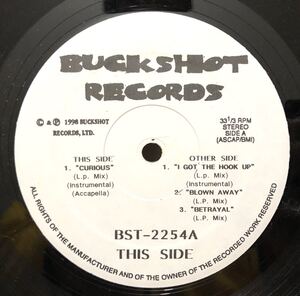 BUCKSHOT
RECORDS
© & ℗ 1998 BUCKSHOT
RECORDS, LTD.
33 1/3 RPM
STEREO
SIDE A
(ASCAP/BMI)
THIS SIDE
1. "CURIOUS"
(L.p. Mix)
(Instrumental)
(Accapella)
OTHER SIDE
1. "I GOT THE HOOK UP"
(L.p. Mix)
(Instrumental)
2. "BLOWN AWAY"
(L.p. Mix)
3. "BETRAYAL"
(L.p. Mix)
BST-2254A
THIS SIDE
ALL RIGHTS OF THE MANUFACTURER AND OF THE OWNER OF THE RECORDED WORK RESERVED